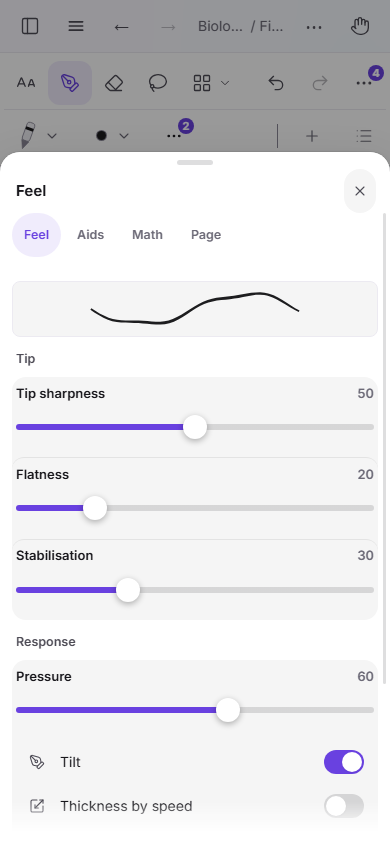 Biolo... / Fi...
AA
4
2
Feel
Feel Aids Math Page
Tip
Tip sharpness 50
Flatness 20
Stabilisation 30
Response
Pressure 60
Tilt
Thickness by speed